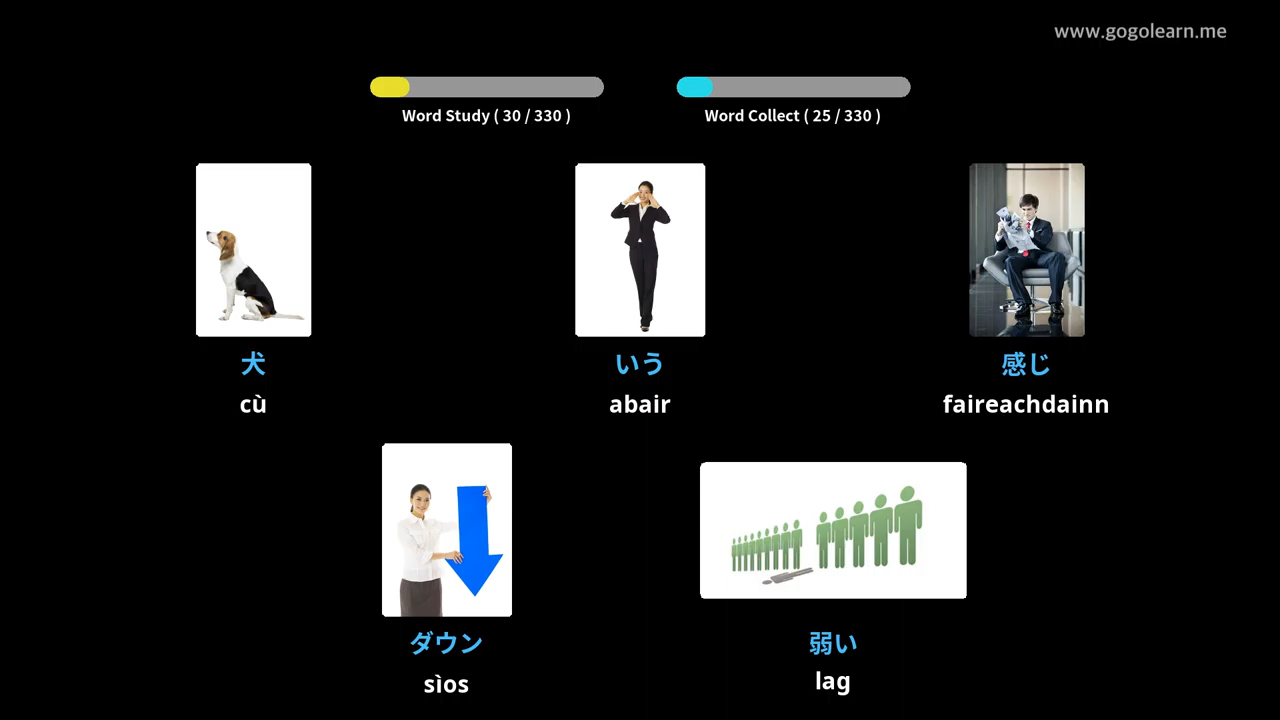 www.gogolearn.me
Word Study ( 30 / 330 )
Word Collect ( 25 / 330 )
犬
cù
いう
abair
感じ
faireachdainn
ダウン
sìos
弱い
lag